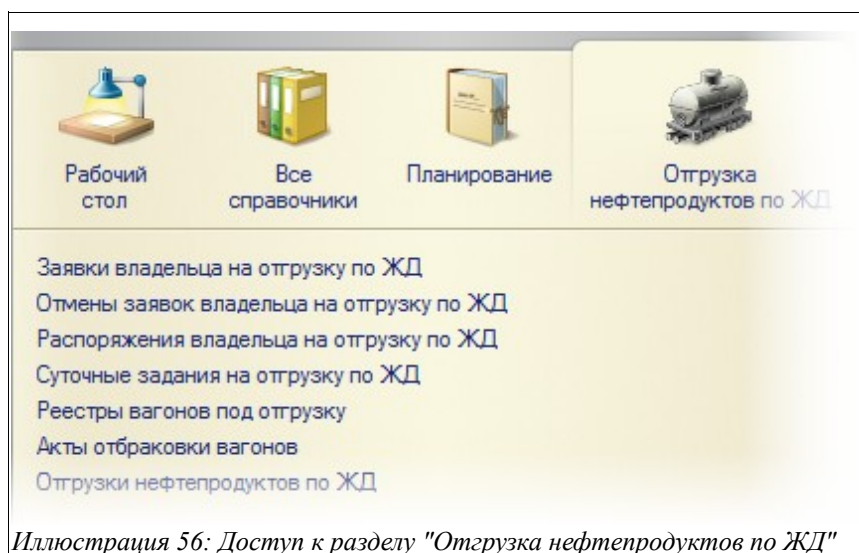 Рабочий стол
Все справочники
Планирование
Отгрузка нефтепродуктов по ЖД
Заявки владельца на отгрузку по ЖД
Отмены заявок владельца на отгрузку по ЖД
Распоряжения владельца на отгрузку по ЖД
Суточные задания на отгрузку по ЖД
Реестры вагонов под отгрузку
Акты отбраковки вагонов
Отгрузки нефтепродуктов по ЖД
Иллюстрация 56: Доступ к разделу "Отгрузка нефтепродуктов по ЖД"